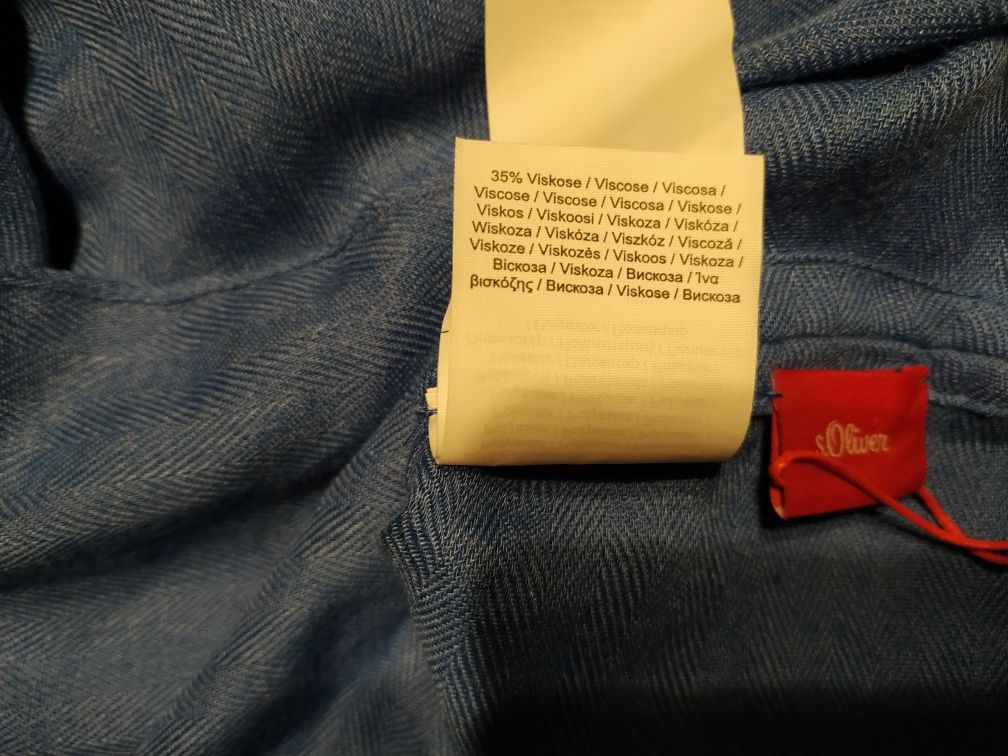 35% Viskose / Viscose / Viscosa /
Viscose / Viscose / Viscosa / Viskose /
Viskos / Viskoosi / Viskoza / Viskóza /
Wiskoza / Viskóza / Viszkóz / Viscoză /
Viskoze / Viskozės / Viskoos / Viskoza /
Віскоза / Viskoza / Вискоза / Ίνα
βισκόζης / Вискоза / Viskose / Вискоза
s.Oliver